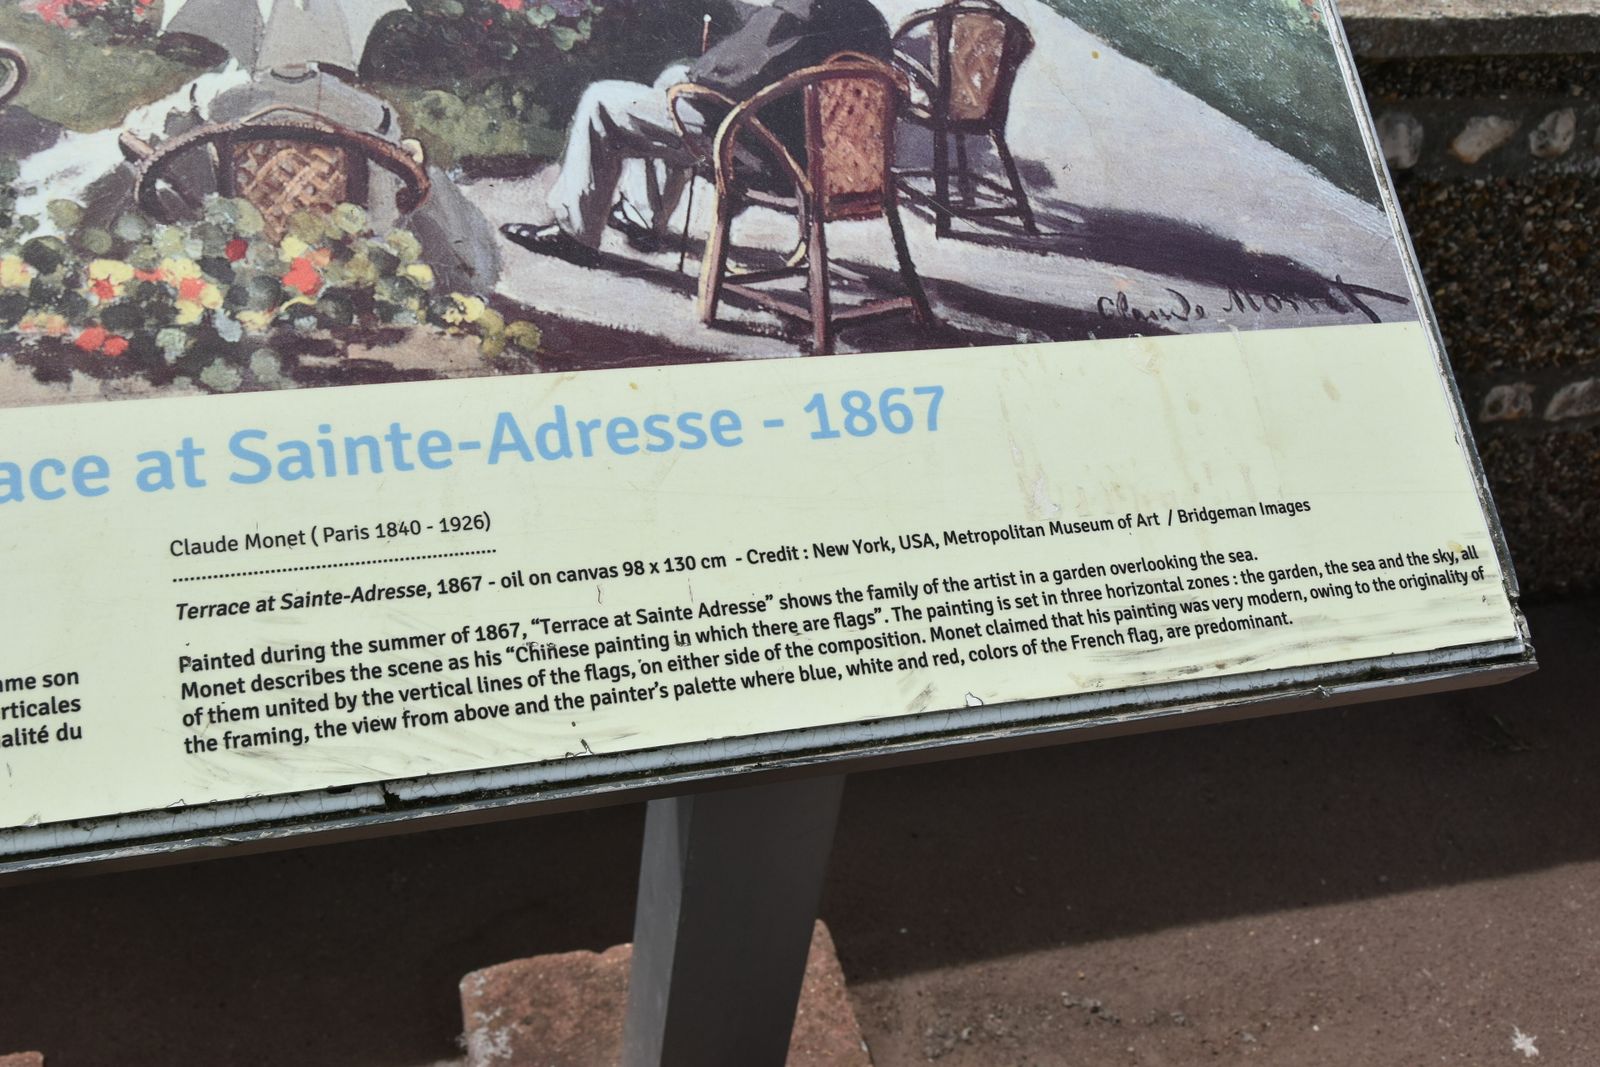 Claude Monet
ace at Sainte-Adresse - 1867
Claude Monet ( Paris 1840 - 1926)
Terrace at Sainte-Adresse, 1867 - oil on canvas 98 x 130 cm - Credit : New York, USA, Metropolitan Museum of Art / Bridgeman Images
Painted during the summer of 1867, “Terrace at Sainte Adresse” shows the family of the artist in a garden overlooking the sea.
Monet describes the scene as his “Chinese painting in which there are flags”. The painting is set in three horizontal zones : the garden, the sea and the sky, all
of them united by the vertical lines of the flags, on either side of the composition. Monet claimed that his painting was very modern, owing to the originality of
the framing, the view from above and the painter's palette where blue, white and red, colors of the French flag, are predominant.
me son
rticales
alité du